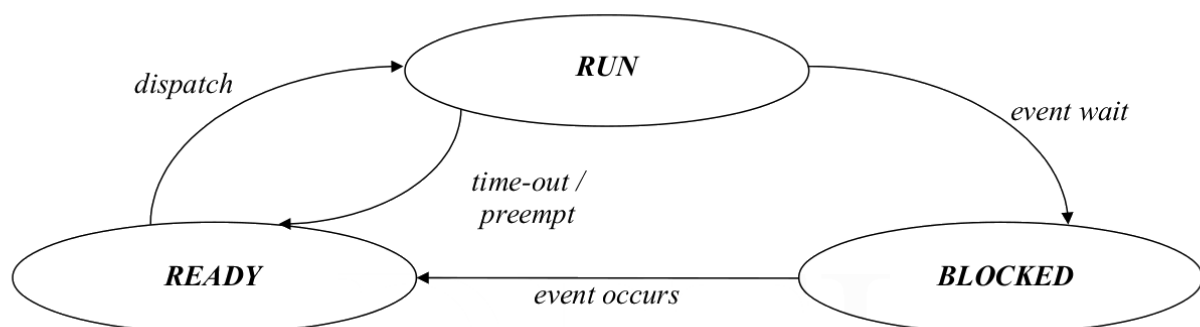 RUN
dispatch
event wait
time-out /
preempt
READY
BLOCKED
event occurs